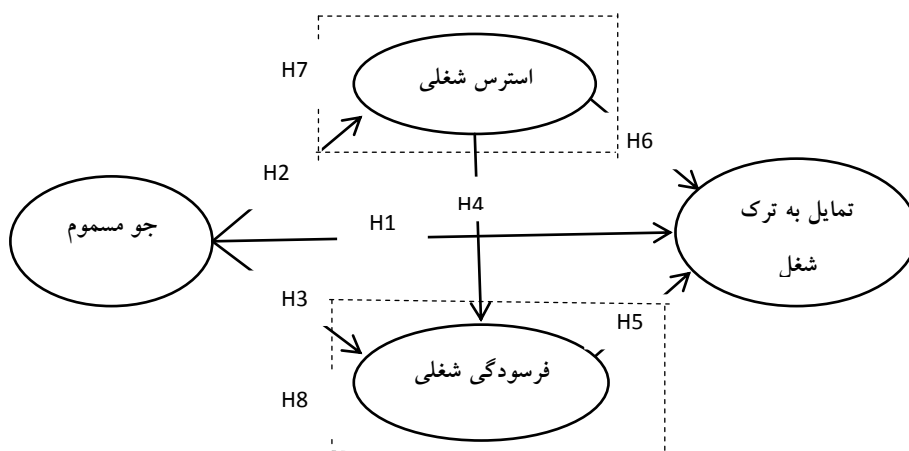 H7
استرس شغلی
H6
H2
H4
تمایل به ترک
شغل
جو مسموم
H1
H3
H5
فرسودگی شغلی
H8